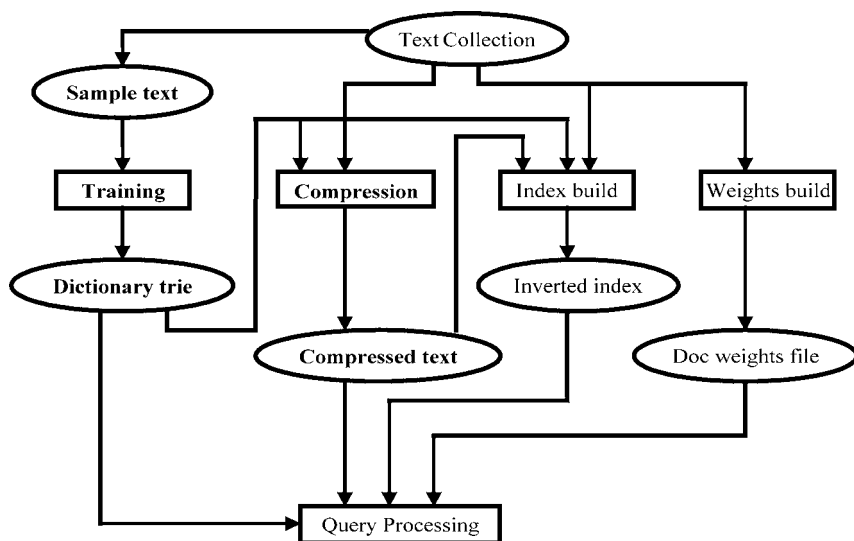 Text Collection
Sample text
Training
Compression
Index build
Weights build
Dictionary trie
Inverted index
Compressed text
Doc weights file
Query Processing